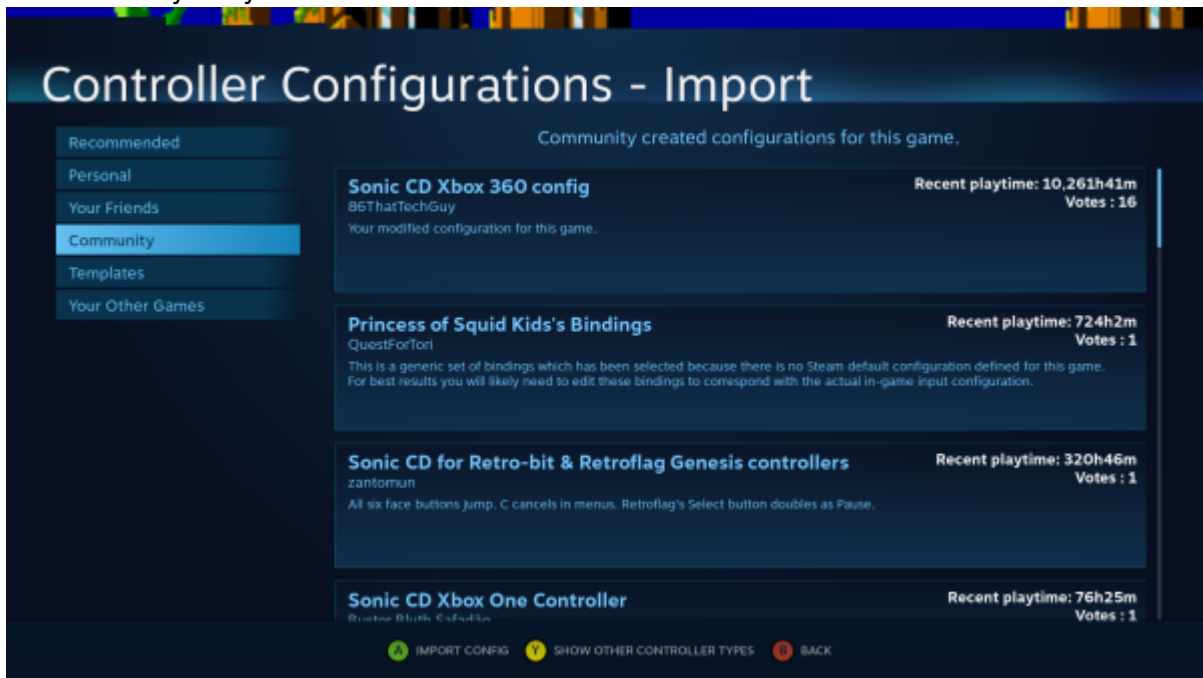 Controller Configurations - Import
Recommended
Personal
Your Friends
Community
Templates
Your Other Games
Community created configurations for this game.
Sonic CD Xbox 360 config
Recent playtime: 10,261h41m
86ThatTechGuy
Votes : 16
Your modified configuration for this game.
Princess of Squid Kids's Bindings
Recent playtime: 724h2m
QuestForTori
Votes : 1
This is a generic set of bindings which has been selected because there is no Steam default configuration defined for this game.
For best results you will likely need to edit these bindings to correspond with the actual in-game input configuration.
Sonic CD for Retro-bit & Retroflag Genesis controllers
Recent playtime: 320h46m
zantomun
Votes : 1
All six face buttons jump. C cancels in menus. Retroflag's Select button doubles as Pause.
Sonic CD Xbox One Controller
Recent playtime: 76h25m
Buster Bluth Safadão
Votes : 1
A IMPORT CONFIG Y SHOW OTHER CONTROLLER TYPES B BACK